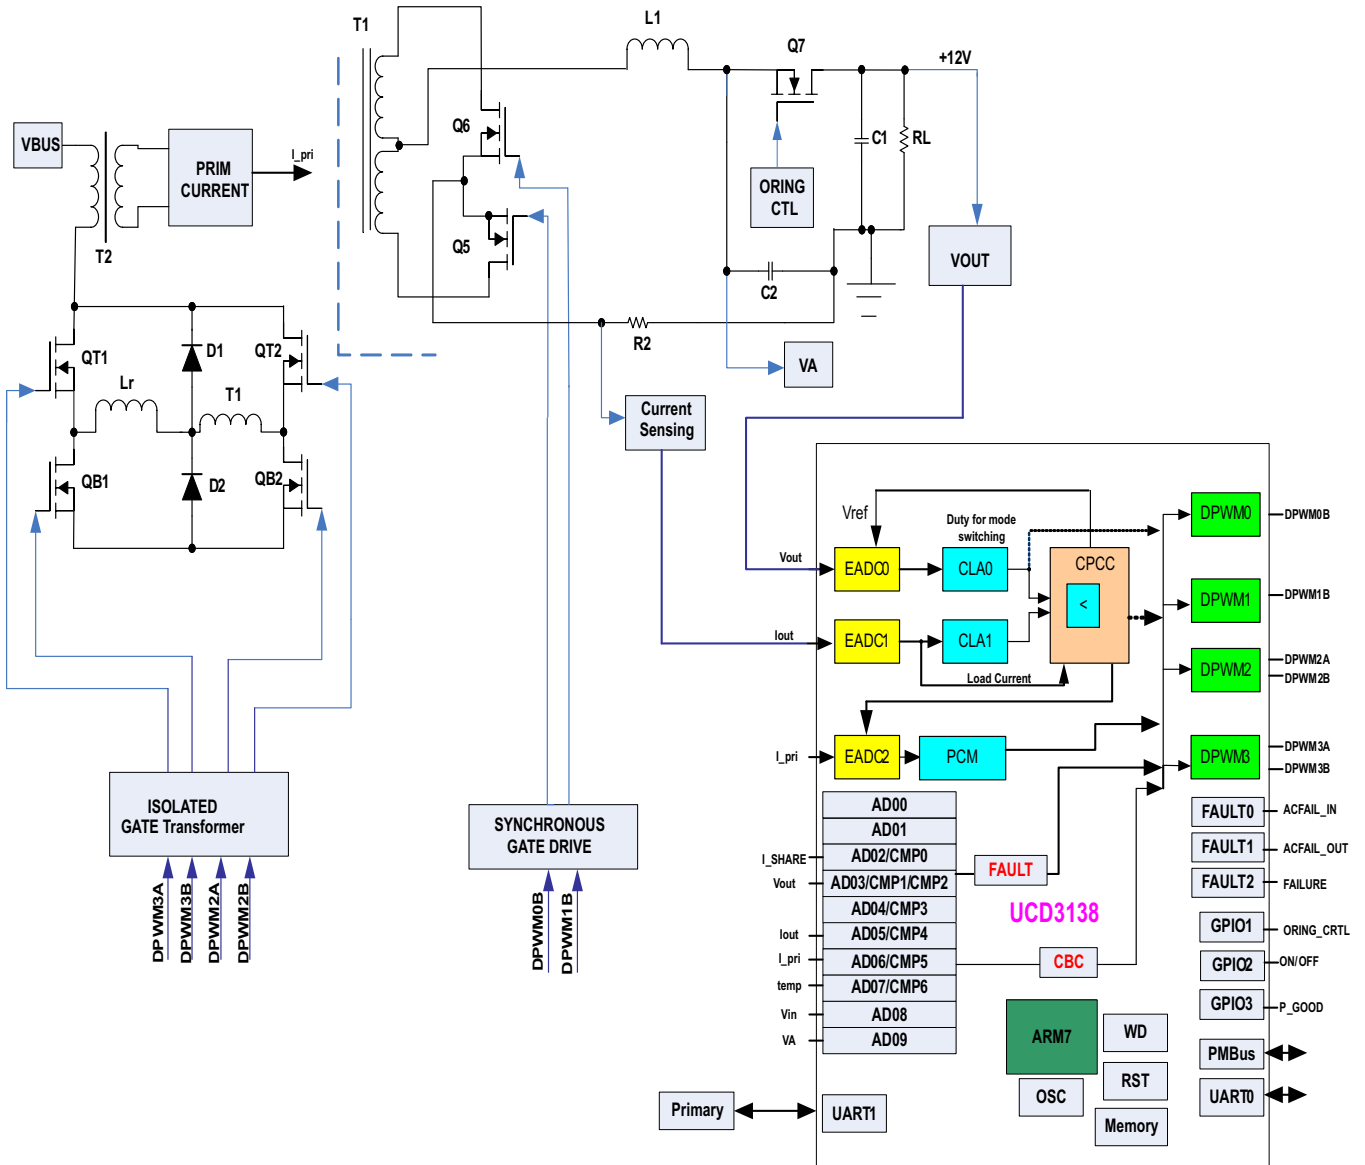 T1
L1
Q7
+12V
VBUS
PRIM
CURRENT
I_pri
Q6
C1
RL
ORING
CTL
T2
Q5
VOUT
C2
R2
QT1
D1
QT2
Lr
T1
VA
Current
Sensing
QB1
D2
QB2
Vref
Duty for mode
switching
DPWM0
DPWM0B
Vout
EADC0
CLA0
CPCC
<
DPWM1
DPWM1B
Iout
EADC1
CLA1
Load Current
DPWM2
DPWM2A
DPWM2B
I_pri
EADC2
PCM
DPWM3
DPWM3A
DPWM3B
ISOLATED
GATE Transformer
SYNCHRONOUS
GATE DRIVE
AD00
AD01
I_SHARE
AD02/CMP0
Vout
AD03/CMP1/CMP2
AD04/CMP3
Iout
AD05/CMP4
I_pri
AD06/CMP5
temp
AD07/CMP6
Vin
AD08
VA
AD09
FAULT
UCD3138
CBC
FAULT0
ACFAIL_IN
FAULT1
ACFAIL_OUT
FAULT2
FAILURE
GPIO1
ORING_CRTL
GPIO2
ON/OFF
GPIO3
P_GOOD
DPWM3A
DPWM3B
DPWM2A
DPWM2B
DPWM0B
DPWM1B
ARM7
WD
RST
OSC
Memory
PMBus
UART0
Primary
UART1